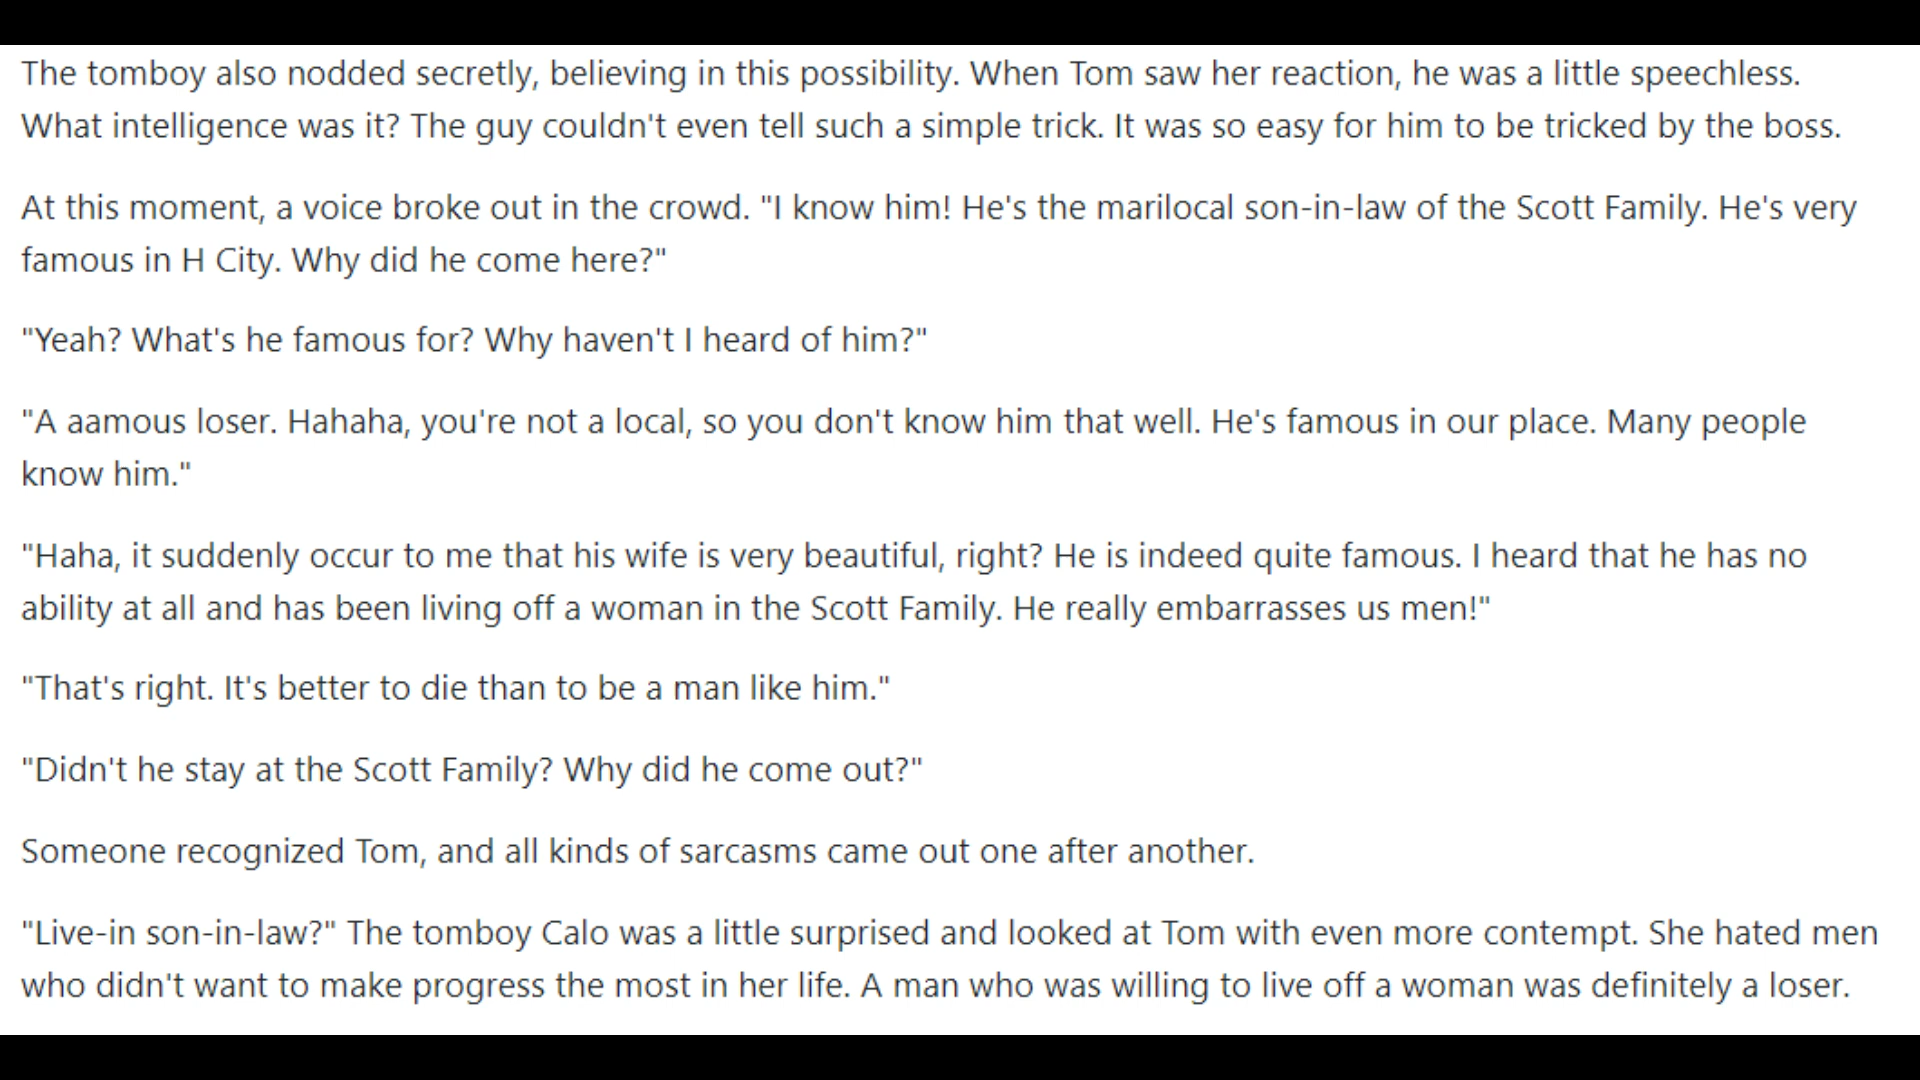 The tomboy also nodded secretly, believing in this possibility. When Tom saw her reaction, he was a little speechless.
What intelligence was it? The guy couldn't even tell such a simple trick. It was so easy for him to be tricked by the boss.
At this moment, a voice broke out in the crowd. "I know him! He's the marilocal son-in-law of the Scott Family. He's very
famous in H City. Why did he come here?"
"Yeah? What's he famous for? Why haven't I heard of him?"
"A aamous loser. Hahaha, you're not a local, so you don't know him that well. He's famous in our place. Many people
know him."
"Haha, it suddenly occur to me that his wife is very beautiful, right? He is indeed quite famous. I heard that he has no
ability at all and has been living off a woman in the Scott Family. He really embarrasses us men!"
"That's right. It's better to die than to be a man like him."
"Didn't he stay at the Scott Family? Why did he come out?"
Someone recognized Tom, and all kinds of sarcasms came out one after another.
"Live-in son-in-law?" The tomboy Calo was a little surprised and looked at Tom with even more contempt. She hated men
who didn't want to make progress the most in her life. A man who was willing to live off a woman was definitely a loser.